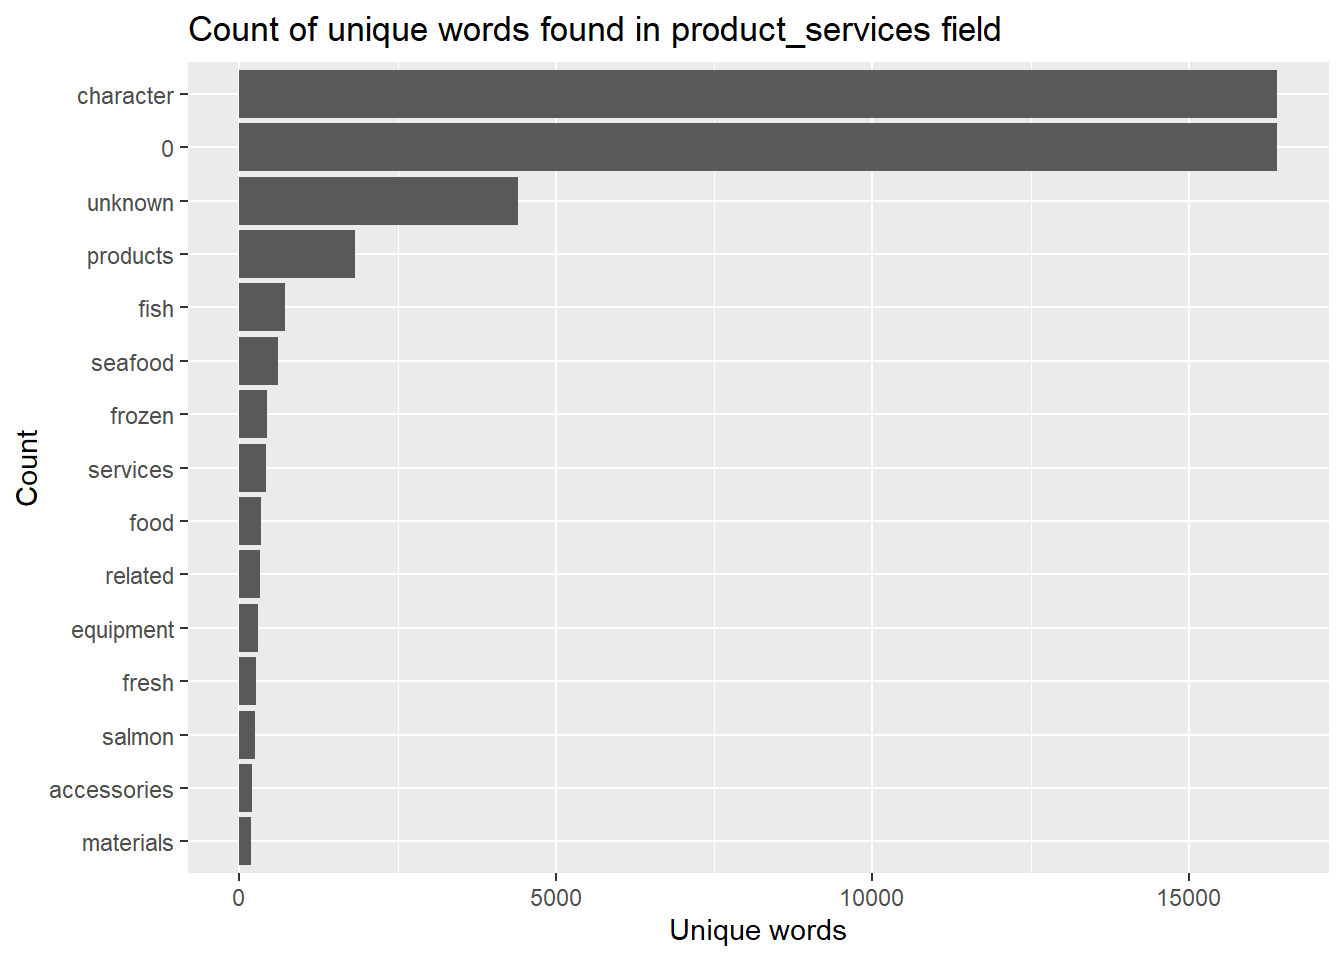 Count of unique words found in product_services field
character
0
unknown
products
fish
seafood
frozen
services
food
related
equipment
fresh
salmon
accessories
materials
Count
0 5000 10000 15000
Unique words